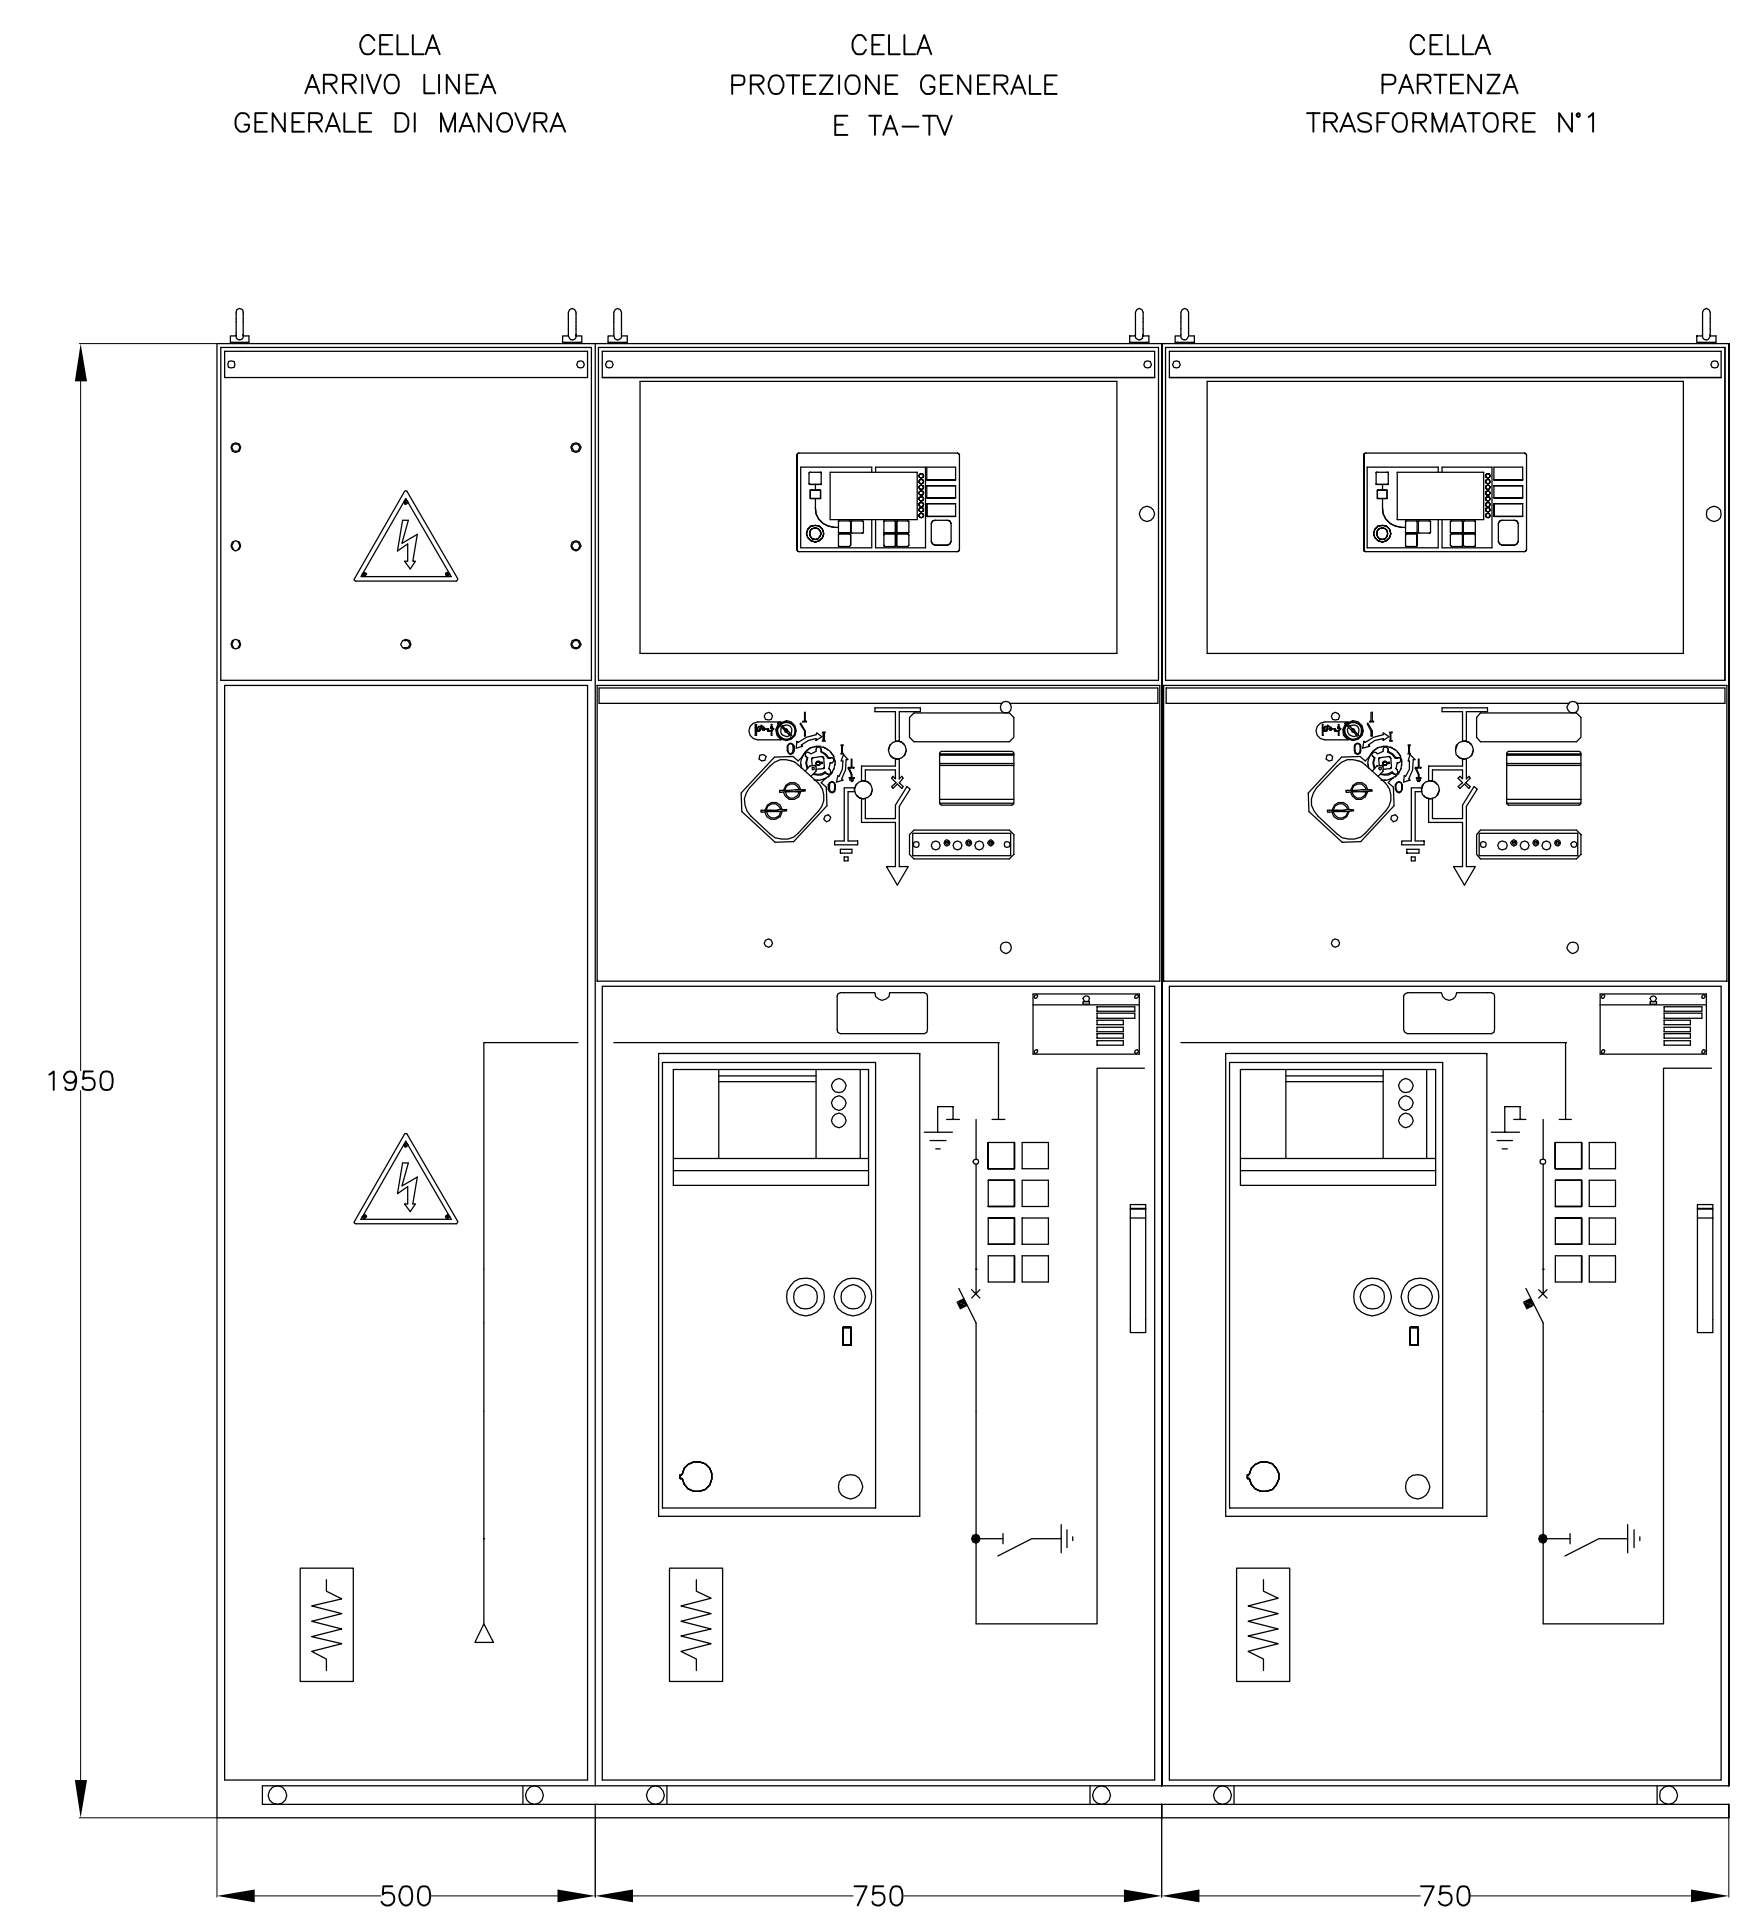 CELLA
ARRIVO LINEA
GENERALE DI MANOVRA
CELLA
PROTEZIONE GENERALE
E TA-TV
CELLA
PARTENZA
TRASFORMATORE N°1
1950
500
750
750